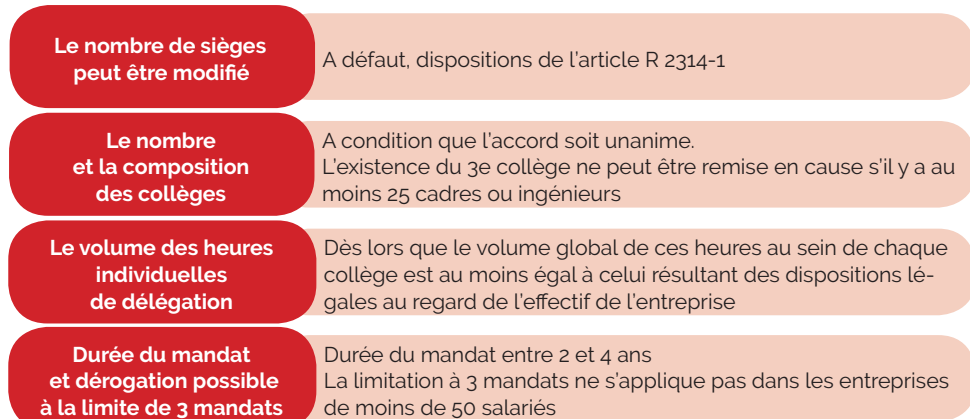 Le nombre de sièges
peut être modifié
A défaut, dispositions de l'article R 2314-1
Le nombre
et la composition
des collèges
A condition que l'accord soit unanime.
L'existence du 3e collège ne peut être remise en cause s'il y a au
moins 25 cadres ou ingénieurs
Le volume des heures
individuelles
de délégation
Dès lors que le volume global de ces heures au sein de chaque
collège est au moins égal à celui résultant des dispositions lé-
gales au regard de l'effectif de l'entreprise
Durée du mandat
et dérogation possible
à la limite de 3 mandats
Durée du mandat entre 2 et 4 ans
La limitation à 3 mandats ne s'applique pas dans les entreprises
de moins de 50 salariés